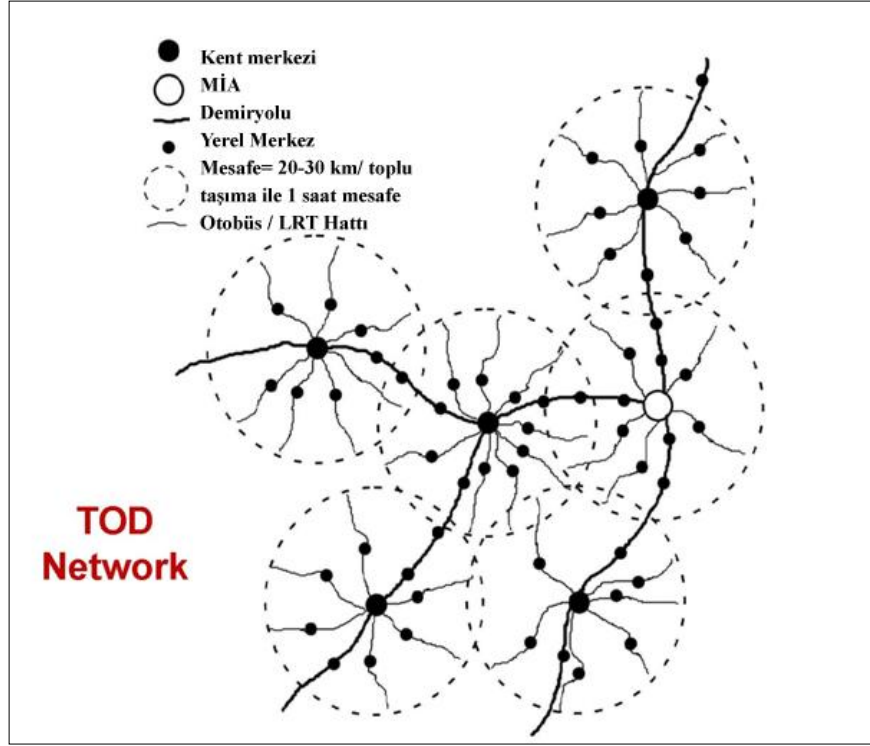 Kent merkezi
MİA
Demiryolu
Yerel Merkez
Mesafe= 20-30 km/ toplu
taşıma ile 1 saat mesafe
Otobüs / LRT Hattı
TOD
Network